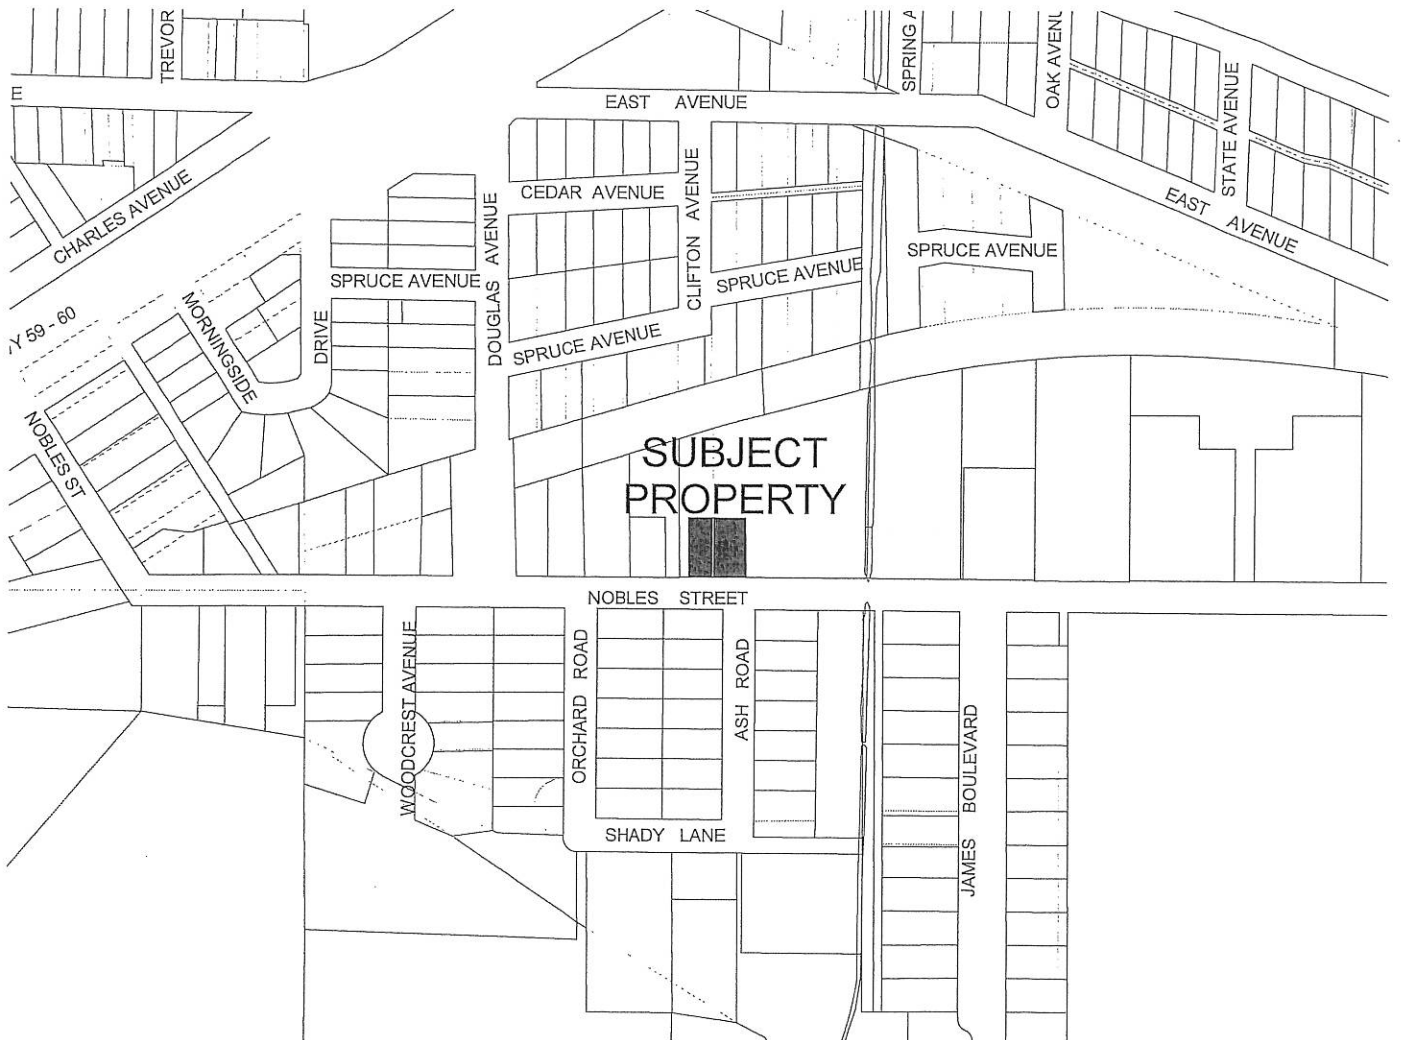 TREVOR
SPRING A
OAK AVENU
E
EAST AVENUE
STATE AVENUE
CHARLES AVENUE
CEDAR AVENUE
CLIFTON AVENUE
EAST AVENUE
DOUGLAS AVENUE
SPRUCE AVENUE
SPRUCE AVENUE
SPRUCE AVENUE
MORNINGSIDE
DRIVE
Y 59 - 60
SPRUCE AVENUE
NOBLES ST
SUBJECT
PROPERTY
NOBLES STREET
WOODCREST AVENUE
ORCHARD ROAD
ASH ROAD
JAMES BOULEVARD
SHADY LANE